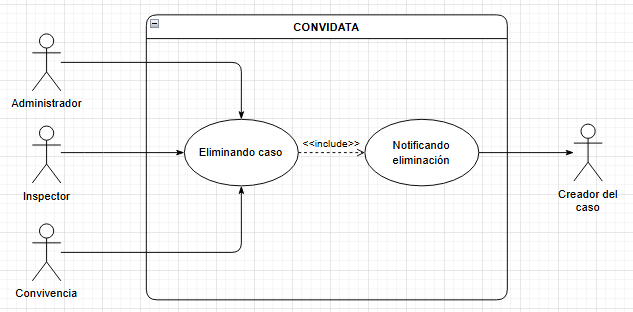 CONVIDATA
Administrador
Eliminando caso
<<include>>
Notificando
eliminación
Inspector
Creador del
caso
Convivencia